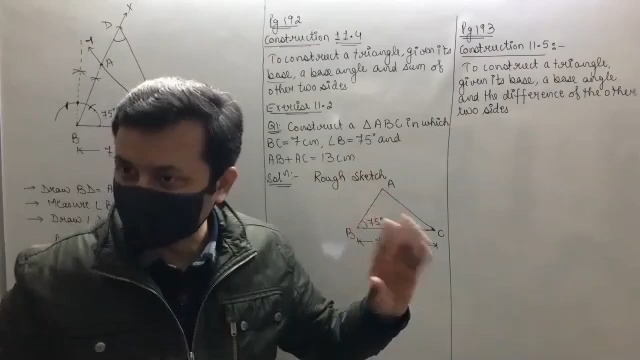 X
D
A
75°
B
7
→ Draw BD = A
→ Measure ∠B
→ Draw
Pg 192
Construction 11.4
To construct a triangle, given its
base, a base angle and sum of
other two sides
Exercise 11.2
Q1: Construct a △ABC in which
BC = 7cm, ∠B = 75° and
AB + AC = 13 cm
Solⁿ:- Rough sketch
A
B 75° C
Pg 193
Construction 11.5:-
To construct a triangle,
given its base, a base angle
and the difference of the other
two sides